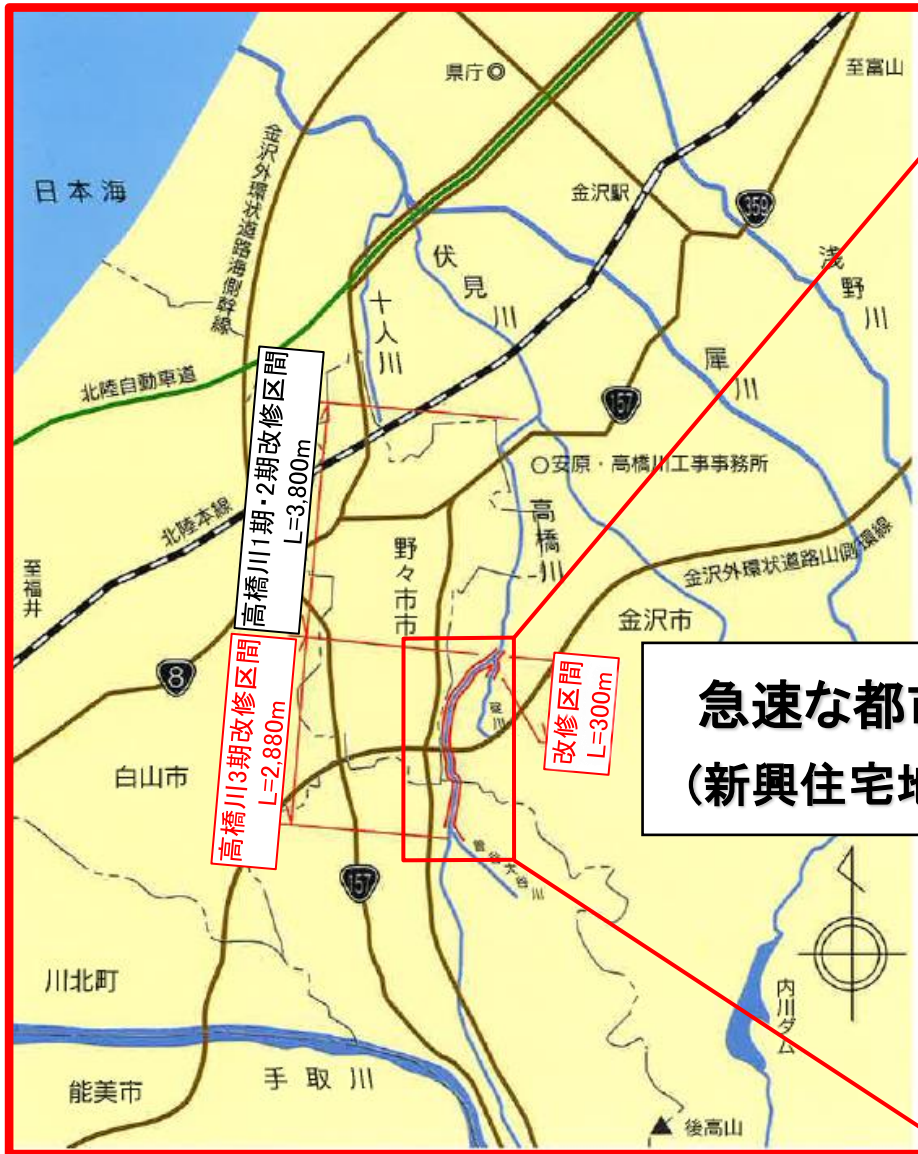 県庁
至富山
金沢外環状道路海側幹線
日本海
金沢駅
359
浅野川
伏見川
十人川
犀川
北陸自動車道
157
高橋川1期・2期改修区間
L=3,800m
安原・高橋川工事事務所
北陸本線
高橋川
野々市市
至福井
金沢外環状道路山側環線
金沢市
高橋川3期改修区間
L=2,880m
改修区間
L=300m
8
急速な都
(新興住宅地
白山市
157
川北町
内川ダム
能美市
手取川
後高山